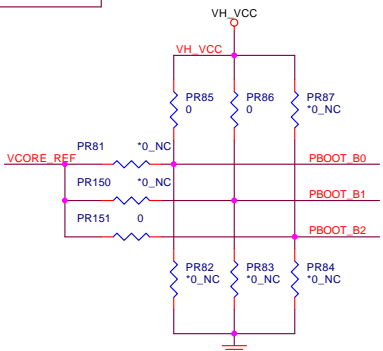 VH_VCC
VH_VCC
PR85
0
PR86
0
PR87
*0_NC
VCORE_REF
PR81
*0_NC
PBOOT_B0
PR150
*0_NC
PBOOT_B1
PR151
0
PBOOT_B2
PR82
*0_NC
PR83
*0_NC
PR84
*0_NC